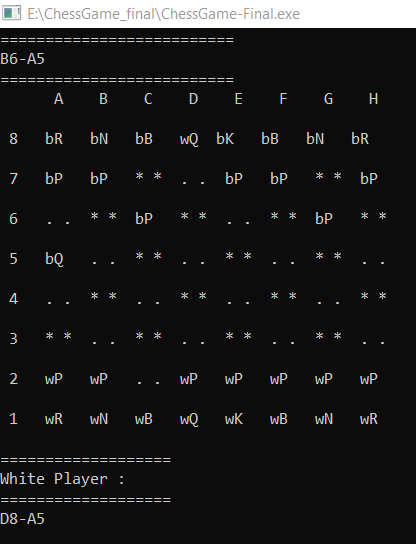 E:\ChessGame_final\ChessGame-Final.exe
==========================
B6-A5
==========================
A B C D E F G H
8 bR bN bB wQ bK bB bN bR
7 bP bP * * . . bP bP * * bP
6 . . * * bP * * . . * * bP * *
5 bQ . . * * . . * * . . * * . .
4 . . * * . . * * . . * * . . * *
3 * * . . * * . . * * . . * * . .
2 wP wP . . wP wP wP wP wP
1 wR wN wB wQ wK wB wN wR
===================
White Player :
===================
D8-A5